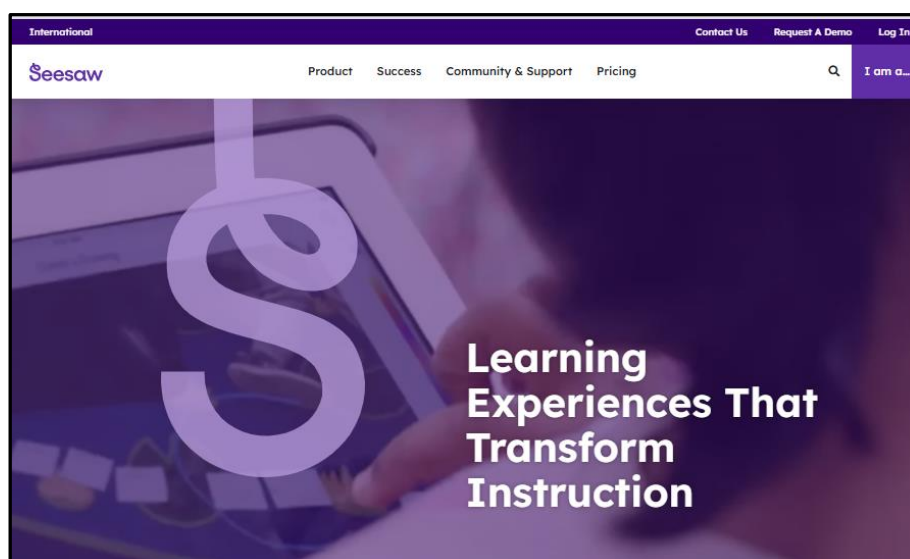 International Contact Us Request A Demo Log In
Seesaw Product Success Community & Support Pricing I am a...
Learning
Experiences That
Transform
Instruction